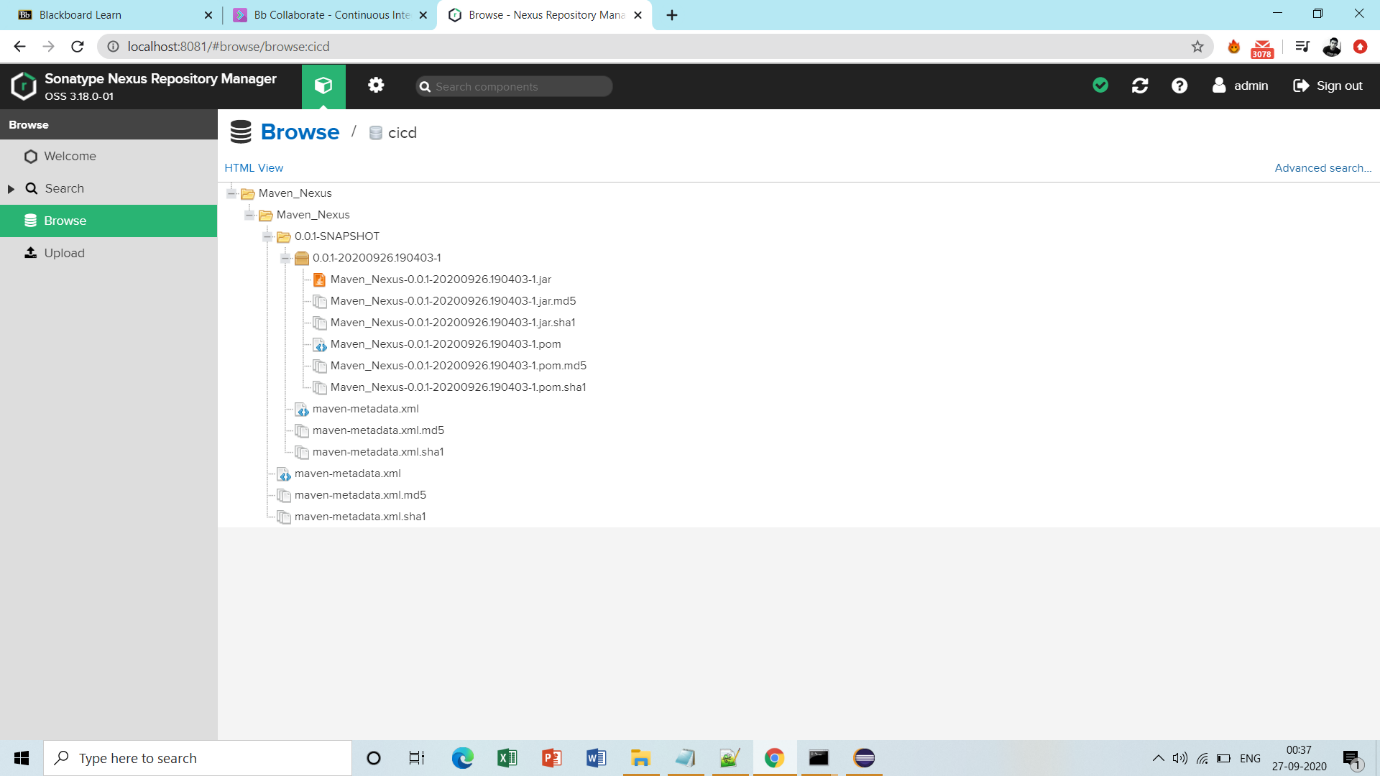 Blackboard Learn
Bb Collaborate - Continuous Inte
Browse - Nexus Repository Mana
localhost:8081/#browse/browse:cicd
3078
Sonatype Nexus Repository Manager
OSS 3.18.0-01
Search components
admin
Sign out
Browse
Welcome
Search
Browse
Upload
Browse / cicd
HTML View
Advanced search...
Maven_Nexus
Maven_Nexus
0.0.1-SNAPSHOT
0.0.1-20200926.190403-1
Maven_Nexus-0.0.1-20200926.190403-1.jar
Maven_Nexus-0.0.1-20200926.190403-1.jar.md5
Maven_Nexus-0.0.1-20200926.190403-1.jar.sha1
Maven_Nexus-0.0.1-20200926.190403-1.pom
Maven_Nexus-0.0.1-20200926.190403-1.pom.md5
Maven_Nexus-0.0.1-20200926.190403-1.pom.sha1
maven-metadata.xml
maven-metadata.xml.md5
maven-metadata.xml.sha1
maven-metadata.xml
maven-metadata.xml.md5
maven-metadata.xml.sha1
Type here to search
ENG
00:37
27-09-2020
1